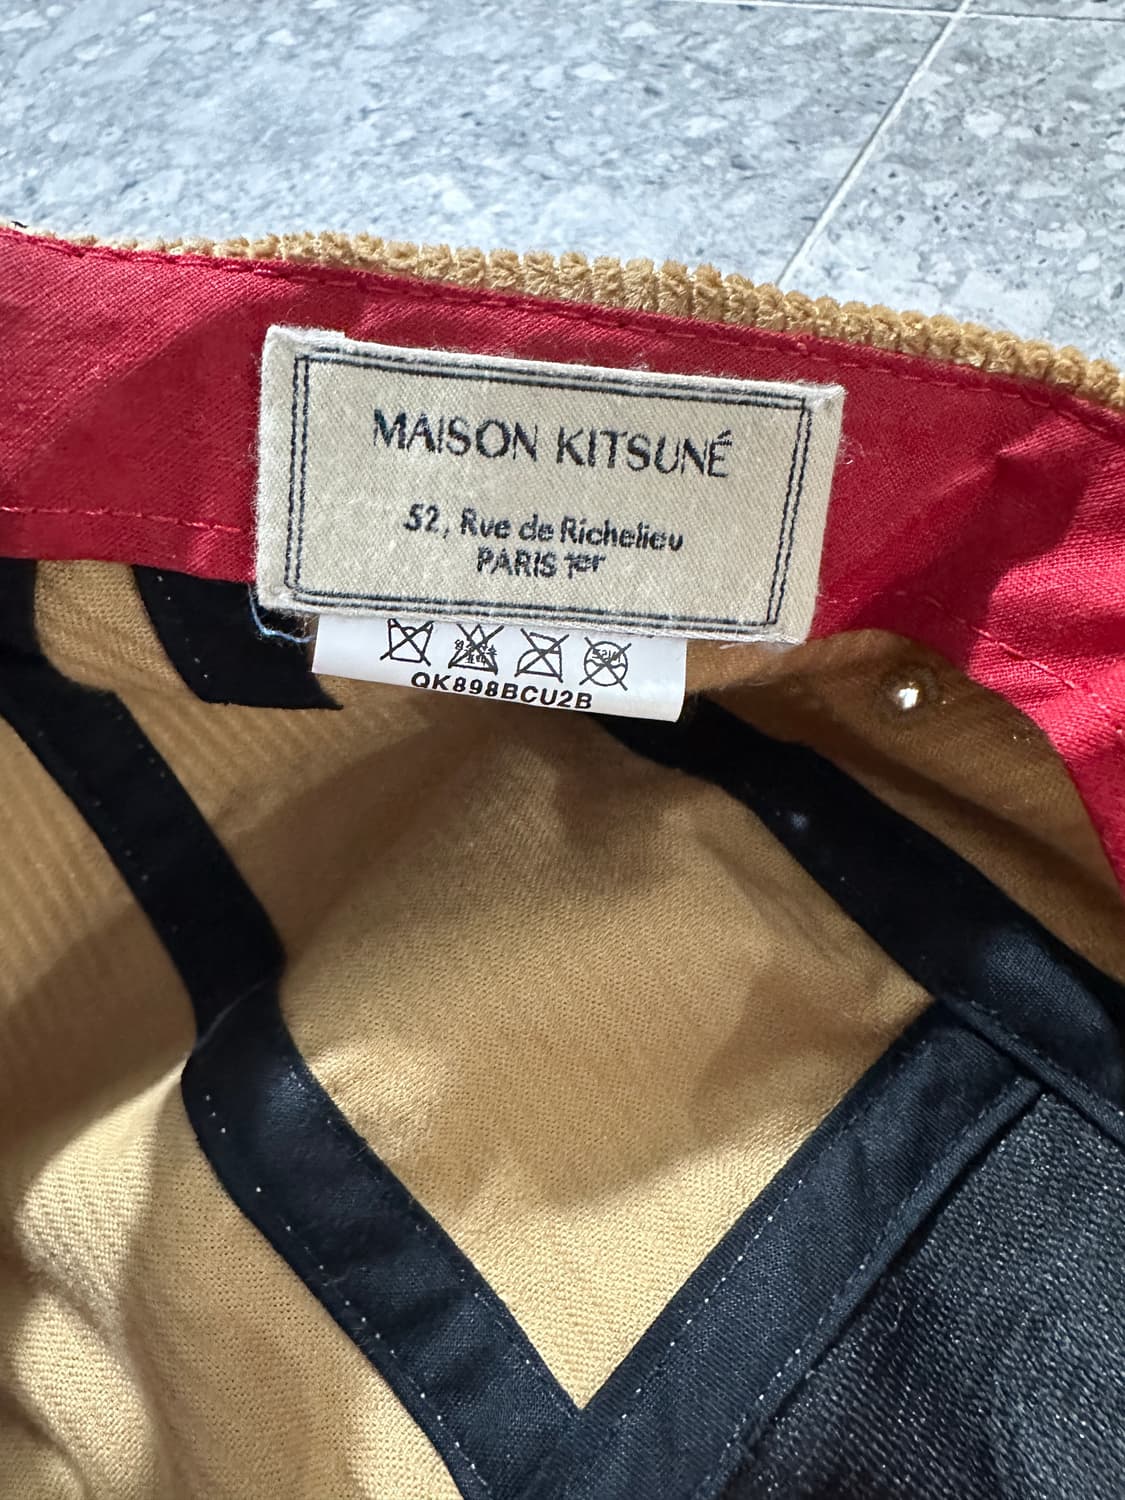 MAISON KITSUNÉ
52, Rue de Richelieu
PARIS 1er
QK898BCU2B